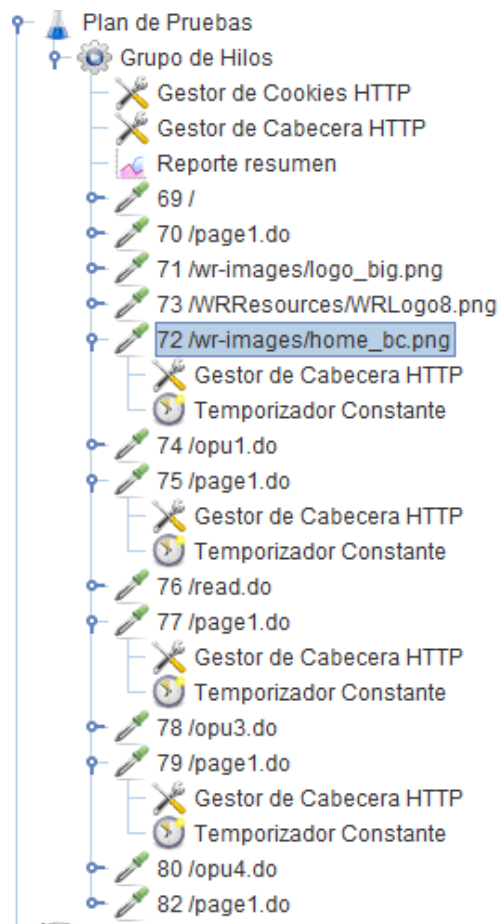 Plan de Pruebas
Grupo de Hilos
Gestor de Cookies HTTP
Gestor de Cabecera HTTP
Reporte resumen
69 /
70 /page1.do
71 /wr-images/logo_big.png
73 /WRResources/WRLogo8.png
72 /wr-images/home_bc.png
Gestor de Cabecera HTTP
Temporizador Constante
74 /opu1.do
75 /page1.do
Gestor de Cabecera HTTP
Temporizador Constante
76 /read.do
77 /page1.do
Gestor de Cabecera HTTP
Temporizador Constante
78 /opu3.do
79 /page1.do
Gestor de Cabecera HTTP
Temporizador Constante
80 /opu4.do
82 /page1.do